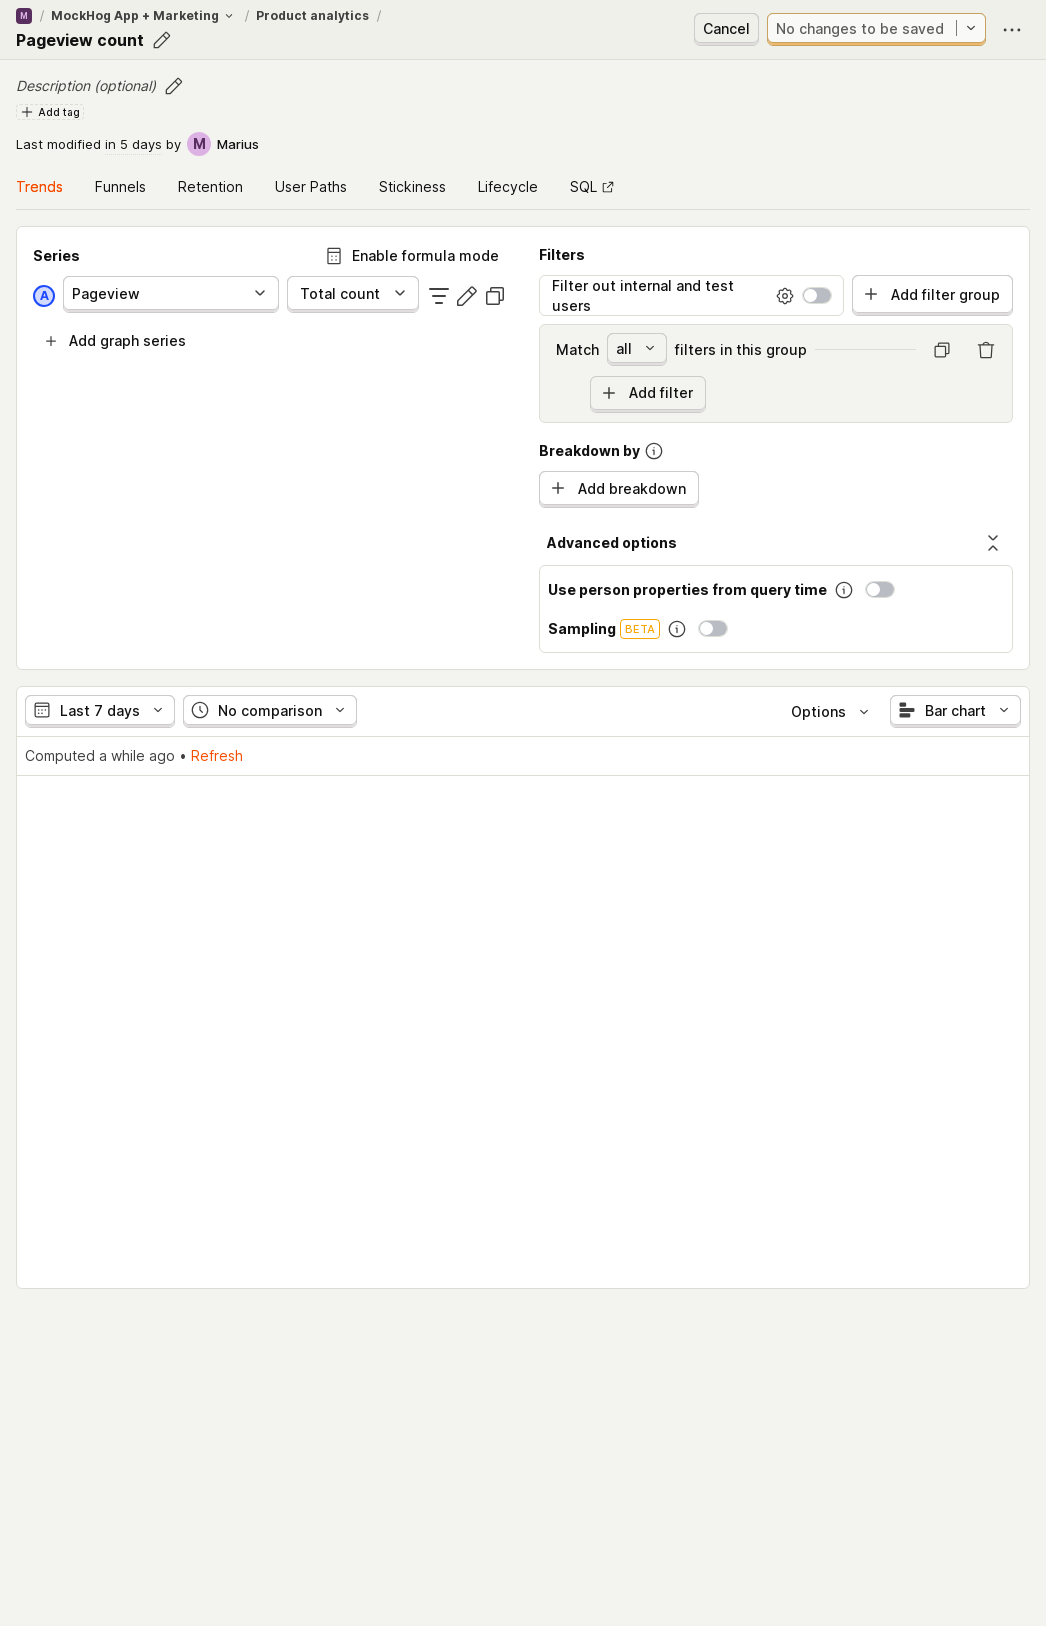 M / MockHog App + Marketing / Product analytics /
Pageview count
Cancel
No changes to be saved
Description (optional)
Add tag
Last modified in 5 days by M Marius
Trends Funnels Retention User Paths Stickiness Lifecycle SQL
Series
Enable formula mode
A Pageview Total count
Add graph series
Filters
Filter out internal and test
users
Add filter group
Match all filters in this group
Add filter
Breakdown by
Add breakdown
Advanced options
Use person properties from query time
Sampling BETA
Last 7 days No comparison Options Bar chart
Computed a while ago • Refresh